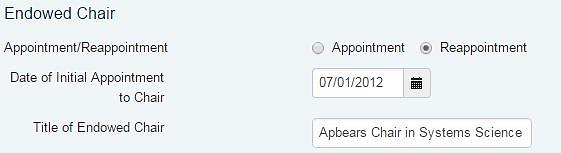 Endowed Chair
Appointment/Reappointment Appointment Reappointment
Date of Initial Appointment
to Chair
07/01/2012
Title of Endowed Chair Apbears Chair in Systems Science